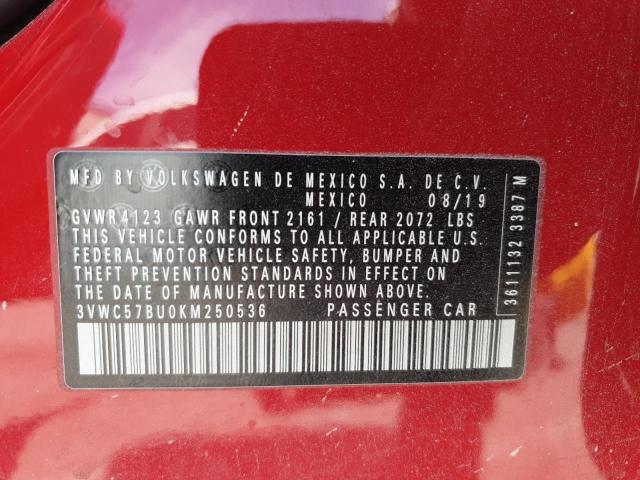 MFD BY VOLKSWAGEN DE MEXICO S.A. DE C.V.
MEXICO 08/19
GVWR4123 GAWR FRONT 2161 / REAR 2072 LBS
THIS VEHICLE CONFORMS TO ALL APPLICABLE U.S.
FEDERAL MOTOR VEHICLE SAFETY, BUMPER AND
THEFT PREVENTION STANDARDS IN EFFECT ON
THE DATE OF MANUFACTURE SHOWN ABOVE.
3VWC57BU0KM250536 PASSENGER CAR
3611132 3387 M